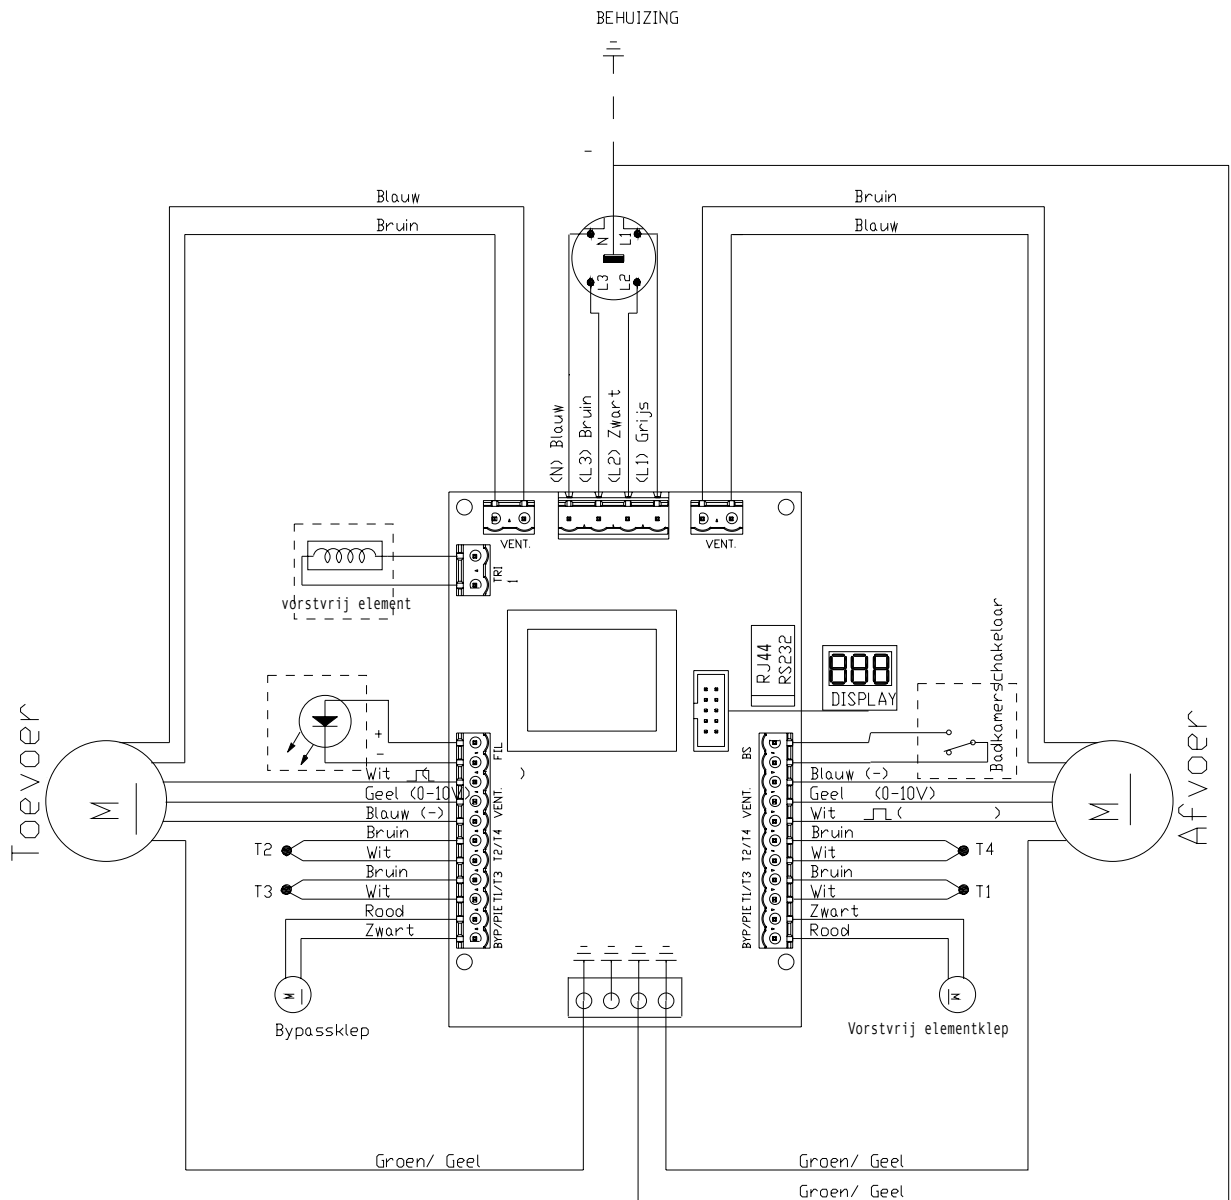 BEHUIZING
-
Blauw
Bruin
Bruin
Blauw
N
L1
L3
L2
(N) Blauw
(L3) Bruin
(L2) Zwart
(L1) Grijs
VENT.
VENT.
TRI
1
vorstvrij element
RJ44
RS232
DISPLAY
Badkamerschakelaar
Toevoer
M
Afvoer
M
+
-
FIL
VENT.
T2/T4
T1/T3
BYP/PIE
BS
VENT.
T2/T4
T1/T3
BYP/PIE
Wit ( )
Geel (0-10V)
Blauw (-)
Bruin
Wit
Bruin
Wit
Rood
Zwart
T2
T3
Blauw (-)
Geel (0-10V)
Wit ( )
Bruin
Wit
Bruin
Wit
Zwart
Rood
T4
T1
M
Bypassklep
M
Vorstvrij elementklep
Groen/ Geel
Groen/ Geel
Groen/ Geel